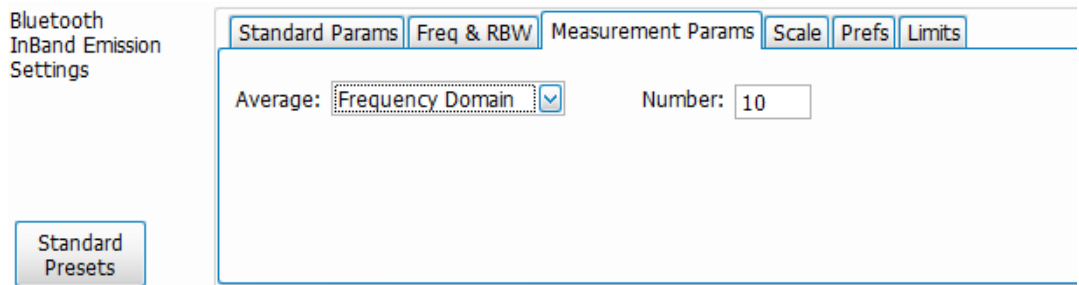 Bluetooth
InBand Emission
Settings
Standard Params Freq & RBW Measurement Params Scale Prefs Limits
Average: Frequency Domain Number: 10
Standard
Presets